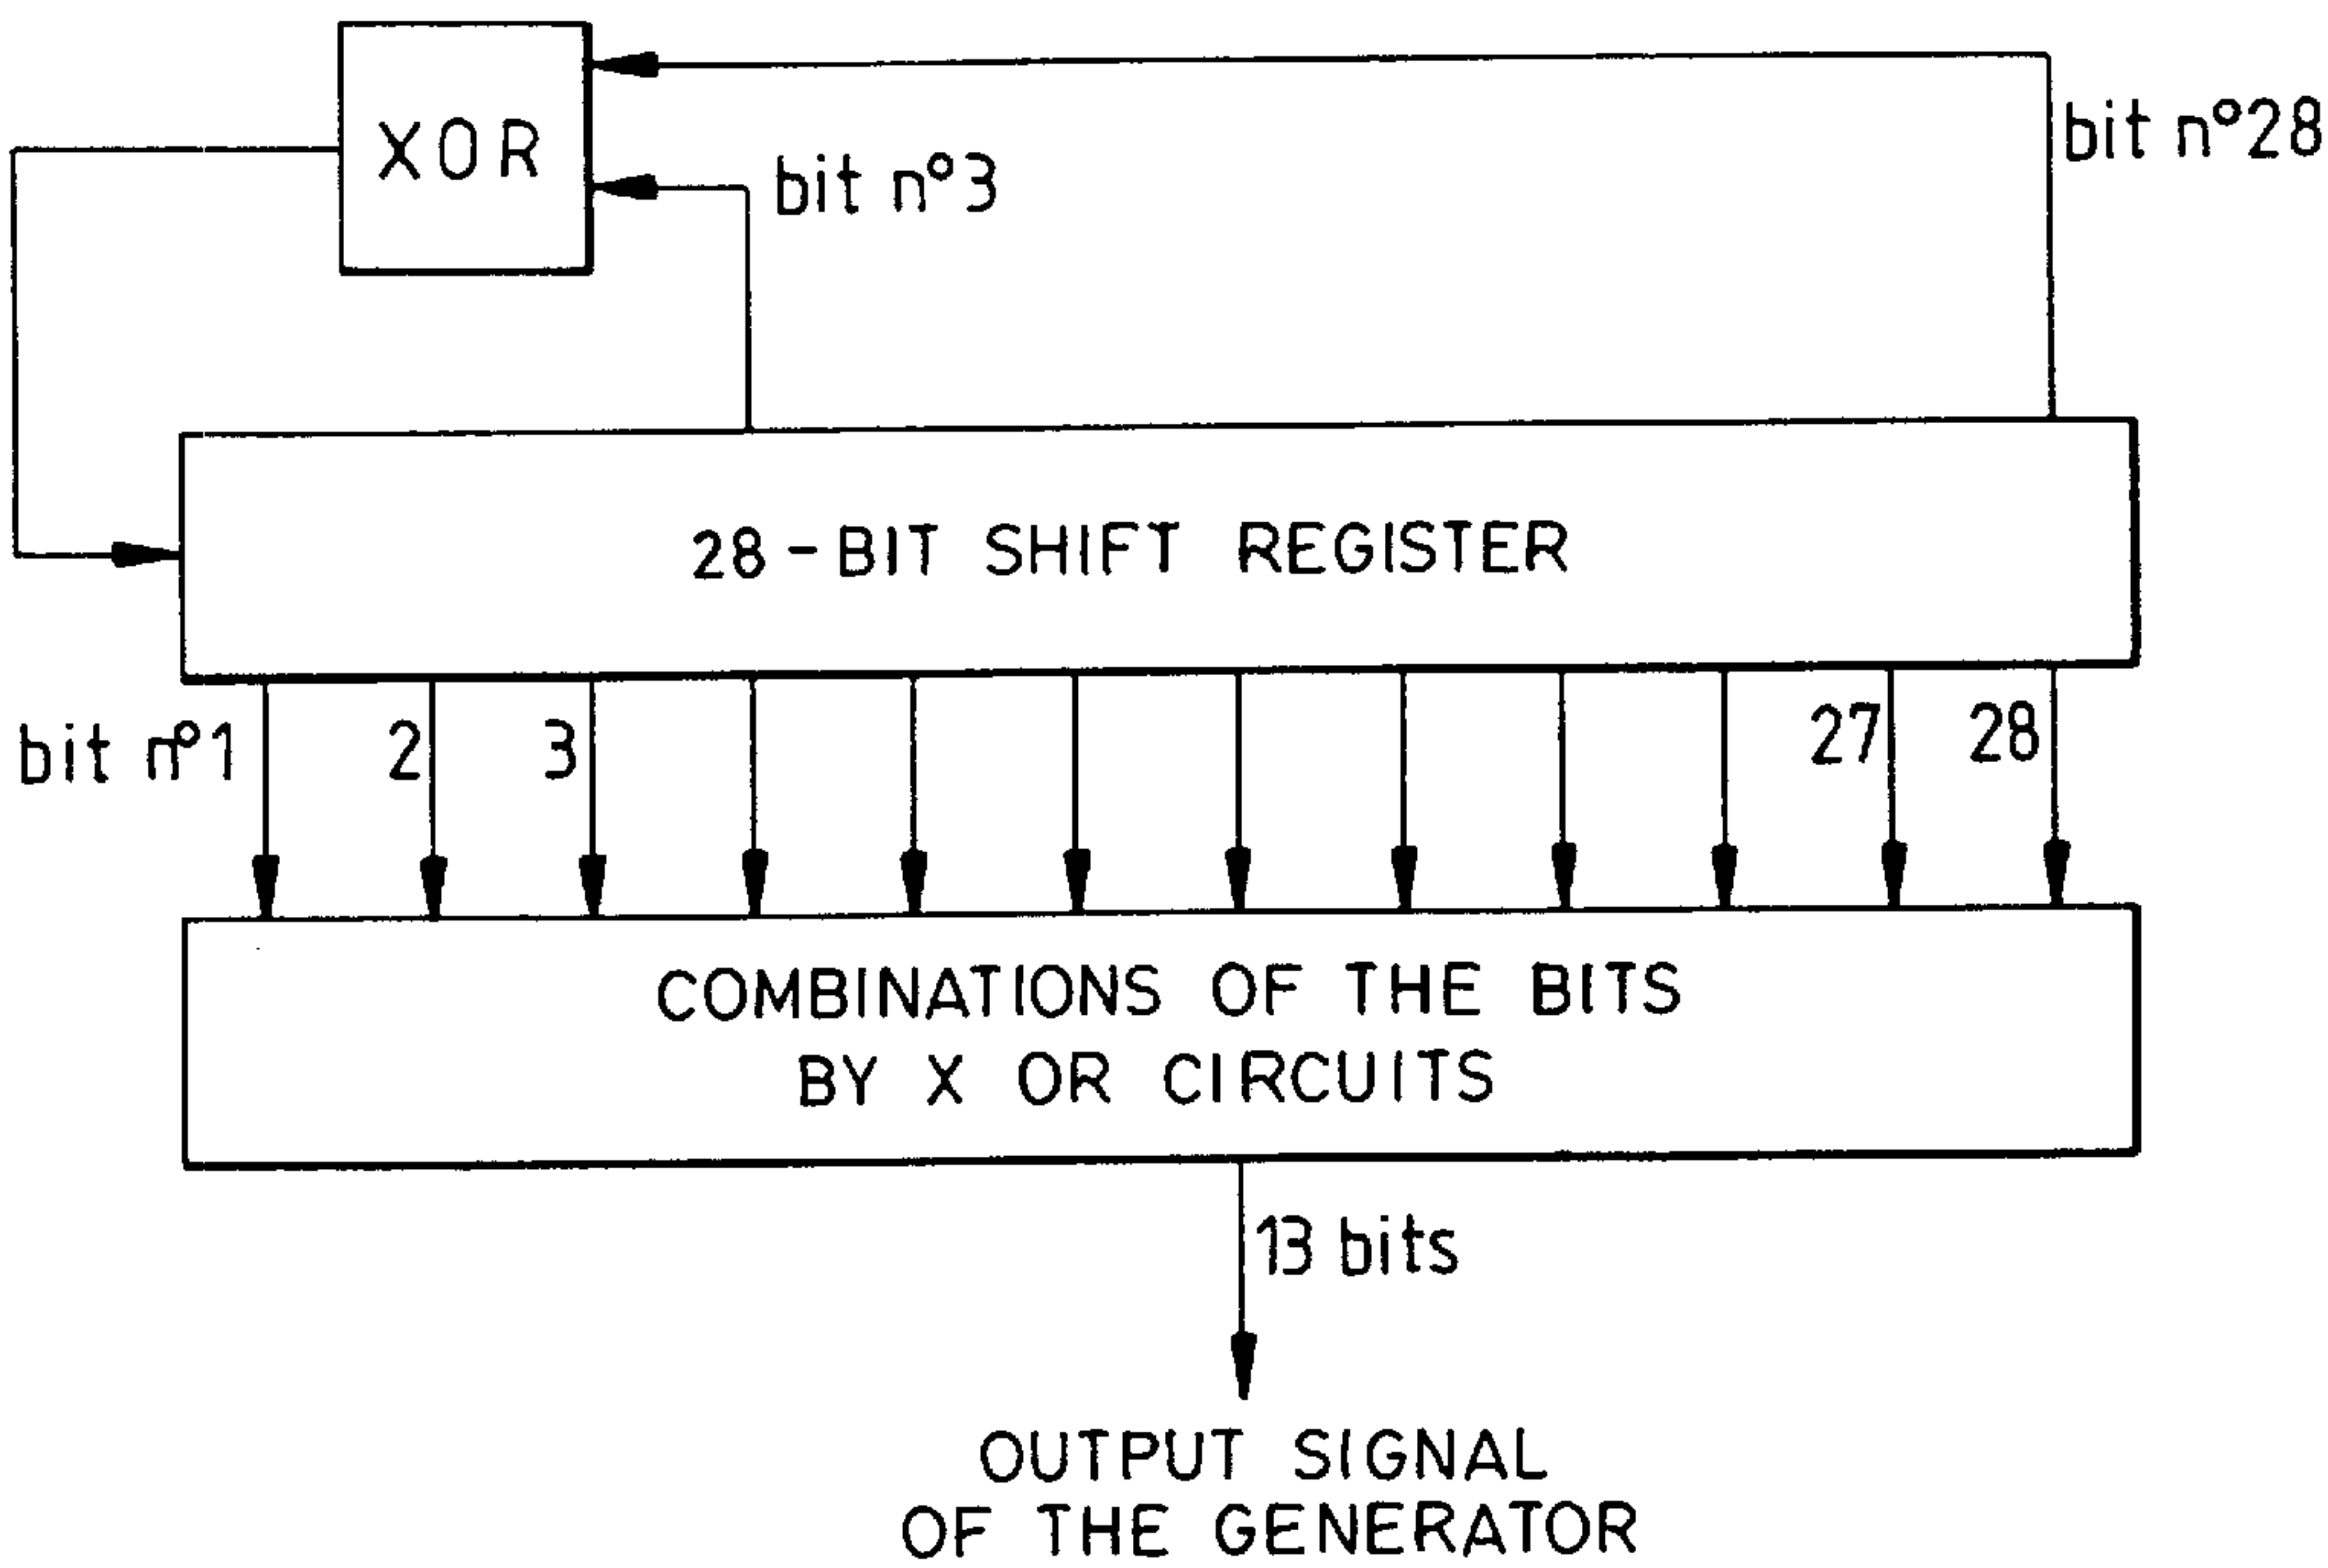 XOR
bit n°28
bit n°3
28-BIT SHIFT REGISTER
bit n°1 2 3 27 28
COMBINATIONS OF THE BITS
BY X OR CIRCUITS
13 bits
OUTPUT SIGNAL
OF THE GENERATOR